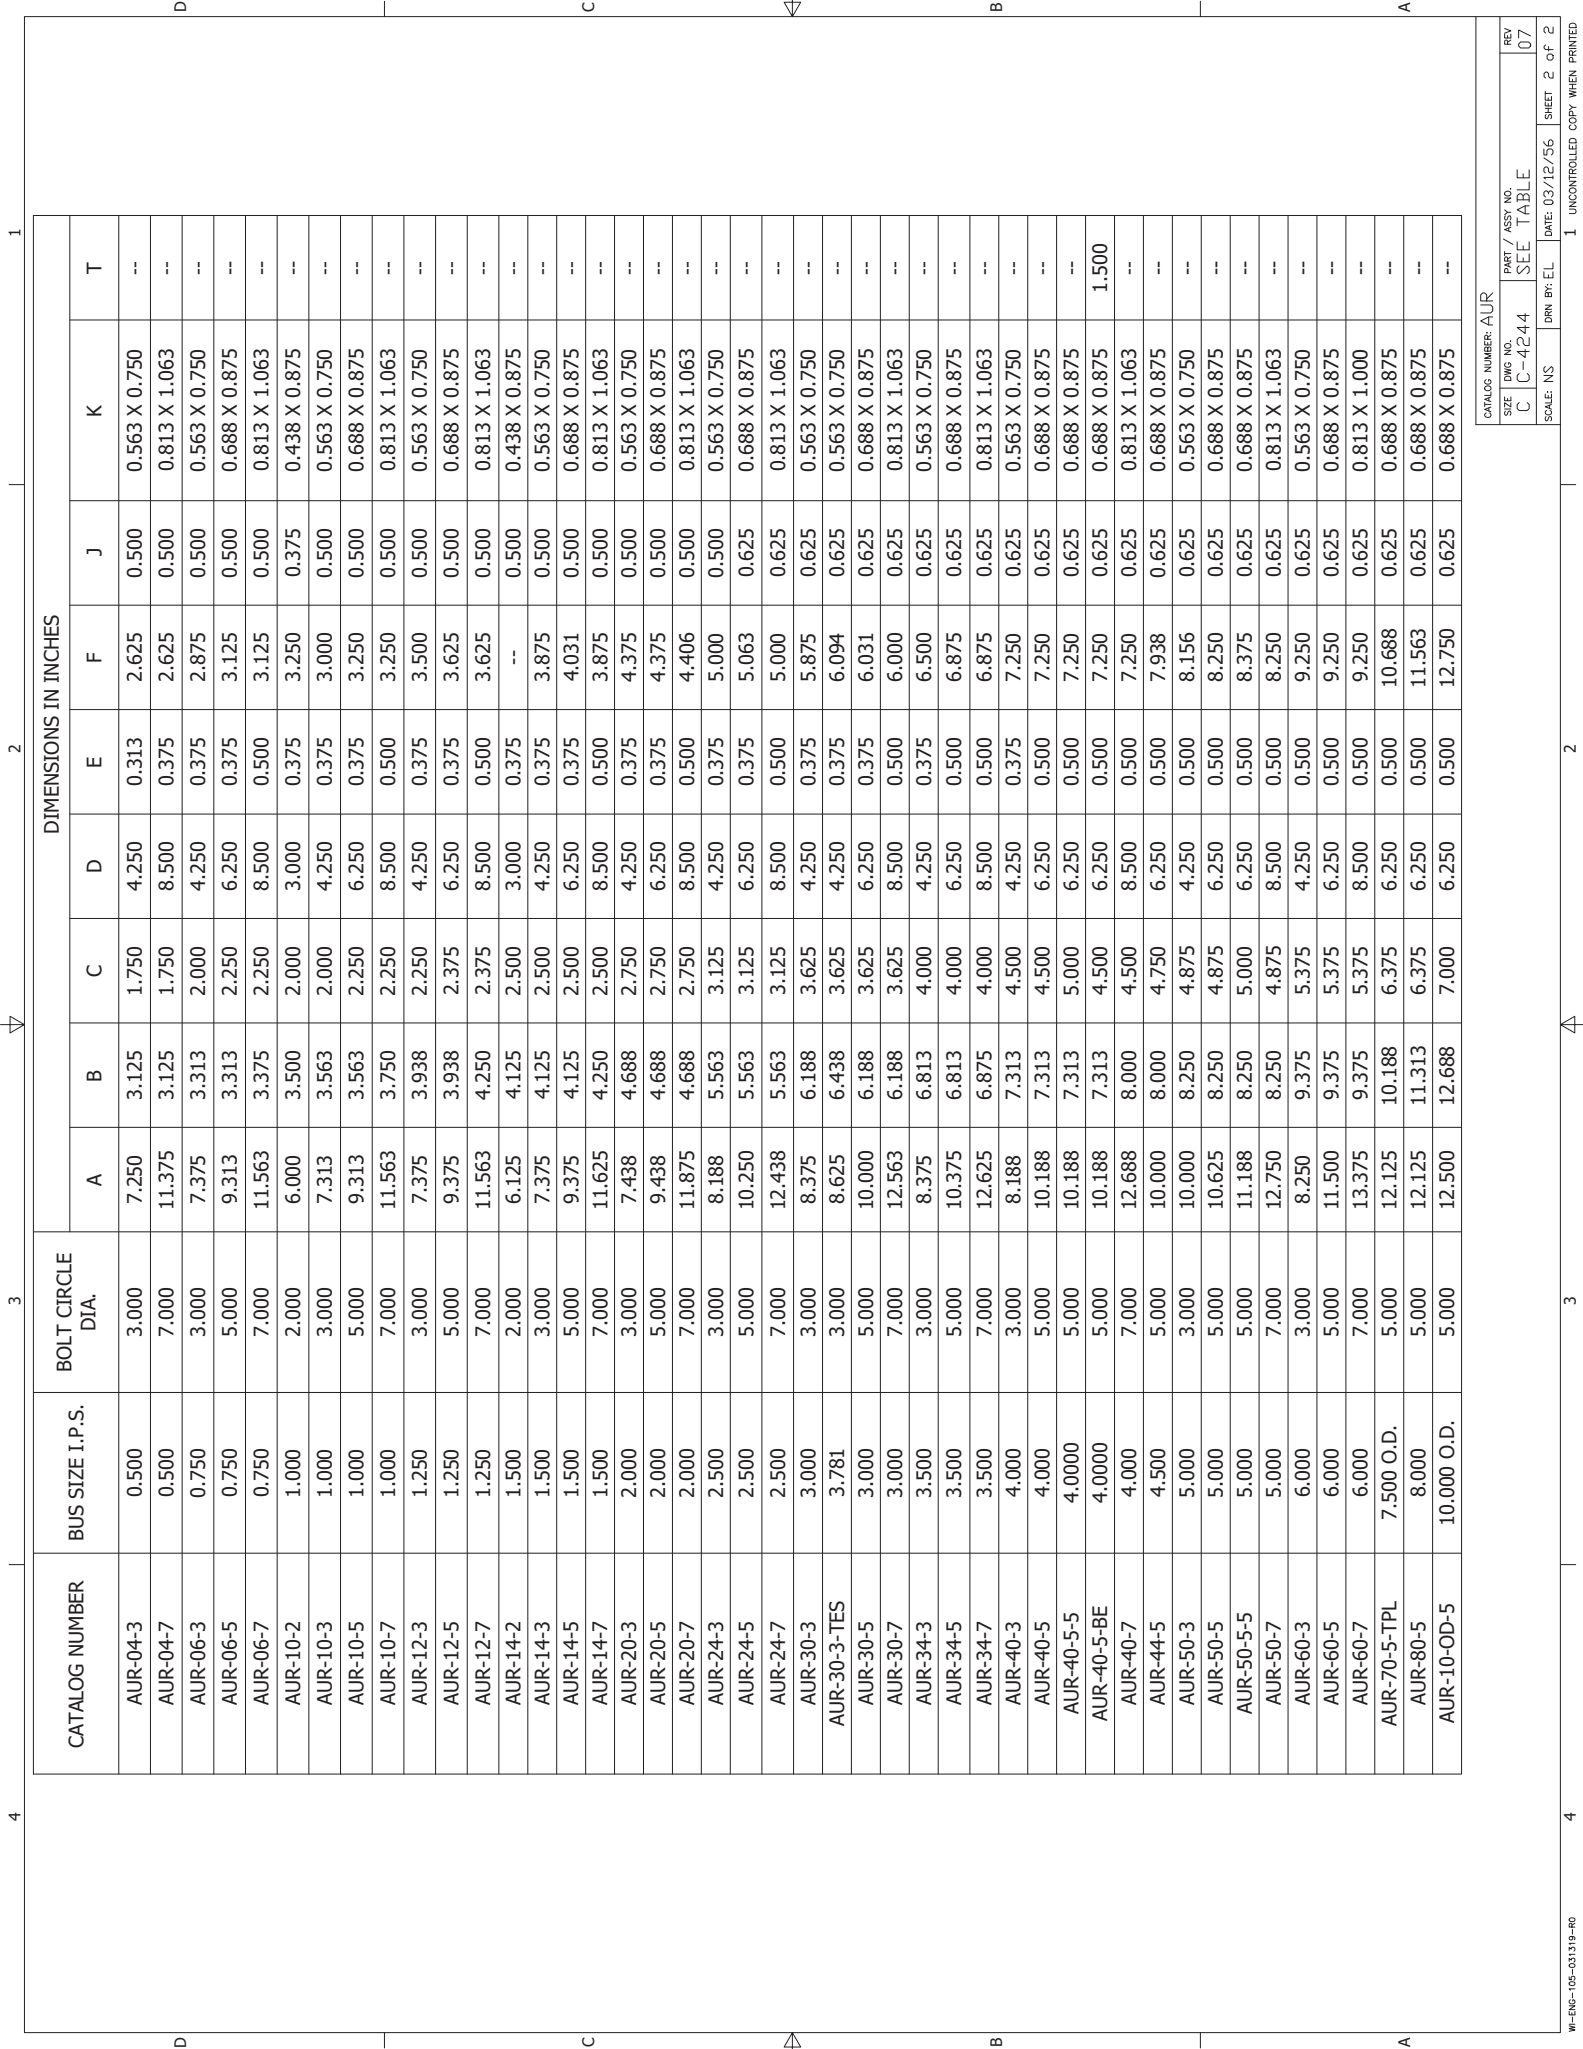 4 3 2 1
D
C
B
A
D
C
B
A
DIMENSIONS IN INCHES
CATALOG NUMBER BUS SIZE I.P.S. BOLT CIRCLE DIA. A B C D E F J K T
AUR-04-3 0.500 3.000 7.250 3.125 1.750 4.250 0.313 2.625 0.500 0.563 X 0.750 --
AUR-04-7 0.500 7.000 11.375 3.125 1.750 8.500 0.375 2.625 0.500 0.813 X 1.063 --
AUR-06-3 0.750 3.000 7.375 3.313 2.000 4.250 0.375 2.875 0.500 0.563 X 0.750 --
AUR-06-5 0.750 5.000 9.313 3.313 2.250 6.250 0.375 3.125 0.500 0.688 X 0.875 --
AUR-06-7 0.750 7.000 11.563 3.375 2.250 8.500 0.500 3.125 0.500 0.813 X 1.063 --
AUR-10-2 1.000 2.000 6.000 3.500 2.000 3.000 0.375 3.250 0.375 0.438 X 0.875 --
AUR-10-3 1.000 3.000 7.313 3.563 2.000 4.250 0.375 3.000 0.500 0.563 X 0.750 --
AUR-10-5 1.000 5.000 9.313 3.563 2.250 6.250 0.375 3.250 0.500 0.688 X 0.875 --
AUR-10-7 1.000 7.000 11.563 3.750 2.250 8.500 0.500 3.250 0.500 0.813 X 1.063 --
AUR-12-3 1.250 3.000 7.375 3.938 2.250 4.250 0.375 3.500 0.500 0.563 X 0.750 --
AUR-12-5 1.250 5.000 9.375 3.938 2.375 6.250 0.375 3.625 0.500 0.688 X 0.875 --
AUR-12-7 1.250 7.000 11.563 4.250 2.375 8.500 0.500 3.625 0.500 0.813 X 1.063 --
AUR-14-2 1.500 2.000 6.125 4.125 2.500 3.000 0.375 -- 0.500 0.438 X 0.875 --
AUR-14-3 1.500 3.000 7.375 4.125 2.500 4.250 0.375 3.875 0.500 0.563 X 0.750 --
AUR-14-5 1.500 5.000 9.375 4.125 2.500 6.250 0.375 4.031 0.500 0.688 X 0.875 --
AUR-14-7 1.500 7.000 11.625 4.250 2.500 8.500 0.500 3.875 0.500 0.813 X 1.063 --
AUR-20-3 2.000 3.000 7.438 4.688 2.750 4.250 0.375 4.375 0.500 0.563 X 0.750 --
AUR-20-5 2.000 5.000 9.438 4.688 2.750 6.250 0.375 4.375 0.500 0.688 X 0.875 --
AUR-20-7 2.000 7.000 11.875 4.688 2.750 8.500 0.500 4.406 0.500 0.813 X 1.063 --
AUR-24-3 2.500 3.000 8.188 5.563 3.125 4.250 0.375 5.000 0.500 0.563 X 0.750 --
AUR-24-5 2.500 5.000 10.250 5.563 3.125 6.250 0.375 5.063 0.625 0.688 X 0.875 --
AUR-24-7 2.500 7.000 12.438 5.563 3.125 8.500 0.500 5.000 0.625 0.813 X 1.063 --
AUR-30-3 3.000 3.000 8.375 6.188 3.625 4.250 0.375 5.875 0.625 0.563 X 0.750 --
AUR-30-3-TES 3.781 3.000 8.625 6.438 3.625 4.250 0.375 6.094 0.625 0.563 X 0.750 --
AUR-30-5 3.000 5.000 10.000 6.188 3.625 6.250 0.375 6.031 0.625 0.688 X 0.875 --
AUR-30-7 3.000 7.000 12.563 6.188 3.625 8.500 0.500 6.000 0.625 0.813 X 1.063 --
AUR-34-3 3.500 3.000 8.375 6.813 4.000 4.250 0.375 6.500 0.625 0.563 X 0.750 --
AUR-34-5 3.500 5.000 10.375 6.813 4.000 6.250 0.500 6.875 0.625 0.688 X 0.875 --
AUR-34-7 3.500 7.000 12.625 6.875 4.000 8.500 0.500 6.875 0.625 0.813 X 1.063 --
AUR-40-3 4.000 3.000 8.188 7.313 4.500 4.250 0.375 7.250 0.625 0.563 X 0.750 --
AUR-40-5 4.000 5.000 10.188 7.313 4.500 6.250 0.500 7.250 0.625 0.688 X 0.875 --
AUR-40-5-5 4.0000 5.000 10.188 7.313 5.000 6.250 0.500 7.250 0.625 0.688 X 0.875 --
AUR-40-5-BE 4.0000 5.000 10.188 7.313 4.500 6.250 0.500 7.250 0.625 0.688 X 0.875 1.500
AUR-40-7 4.000 7.000 12.688 8.000 4.500 8.500 0.500 7.250 0.625 0.813 X 1.063 --
AUR-44-5 4.500 5.000 10.000 8.000 4.750 6.250 0.500 7.938 0.625 0.688 X 0.875 --
AUR-50-3 5.000 3.000 10.000 8.250 4.875 4.250 0.500 8.156 0.625 0.563 X 0.750 --
AUR-50-5 5.000 5.000 10.625 8.250 4.875 6.250 0.500 8.250 0.625 0.688 X 0.875 --
AUR-50-5-5 5.000 5.000 11.188 8.250 5.000 6.250 0.500 8.375 0.625 0.688 X 0.875 --
AUR-50-7 5.000 7.000 12.750 8.250 4.875 8.500 0.500 8.250 0.625 0.813 X 1.063 --
AUR-60-3 6.000 3.000 8.250 9.375 5.375 4.250 0.500 9.250 0.625 0.563 X 0.750 --
AUR-60-5 6.000 5.000 11.500 9.375 5.375 6.250 0.500 9.250 0.625 0.688 X 0.875 --
AUR-60-7 6.000 7.000 13.375 9.375 5.375 8.500 0.500 9.250 0.625 0.813 X 1.000 --
AUR-70-5-TPL 7.500 O.D. 5.000 12.125 10.188 6.375 6.250 0.500 10.688 0.625 0.688 X 0.875 --
AUR-80-5 8.000 5.000 12.125 11.313 6.375 6.250 0.500 11.563 0.625 0.688 X 0.875 --
AUR-10-OD-5 10.000 O.D. 5.000 12.500 12.688 7.000 6.250 0.500 12.750 0.625 0.688 X 0.875 --
CATALOG NUMBER: AUR
SIZE DWG NO. PART / ASSY NO. REV
C C-4244 SEE TABLE 07
SCALE: NS DRN BY: EL DATE: 03/12/56 SHEET 2 of 2
4 3 2 1
WI-ENG-105-031319-R0 UNCONTROLLED COPY WHEN PRINTED